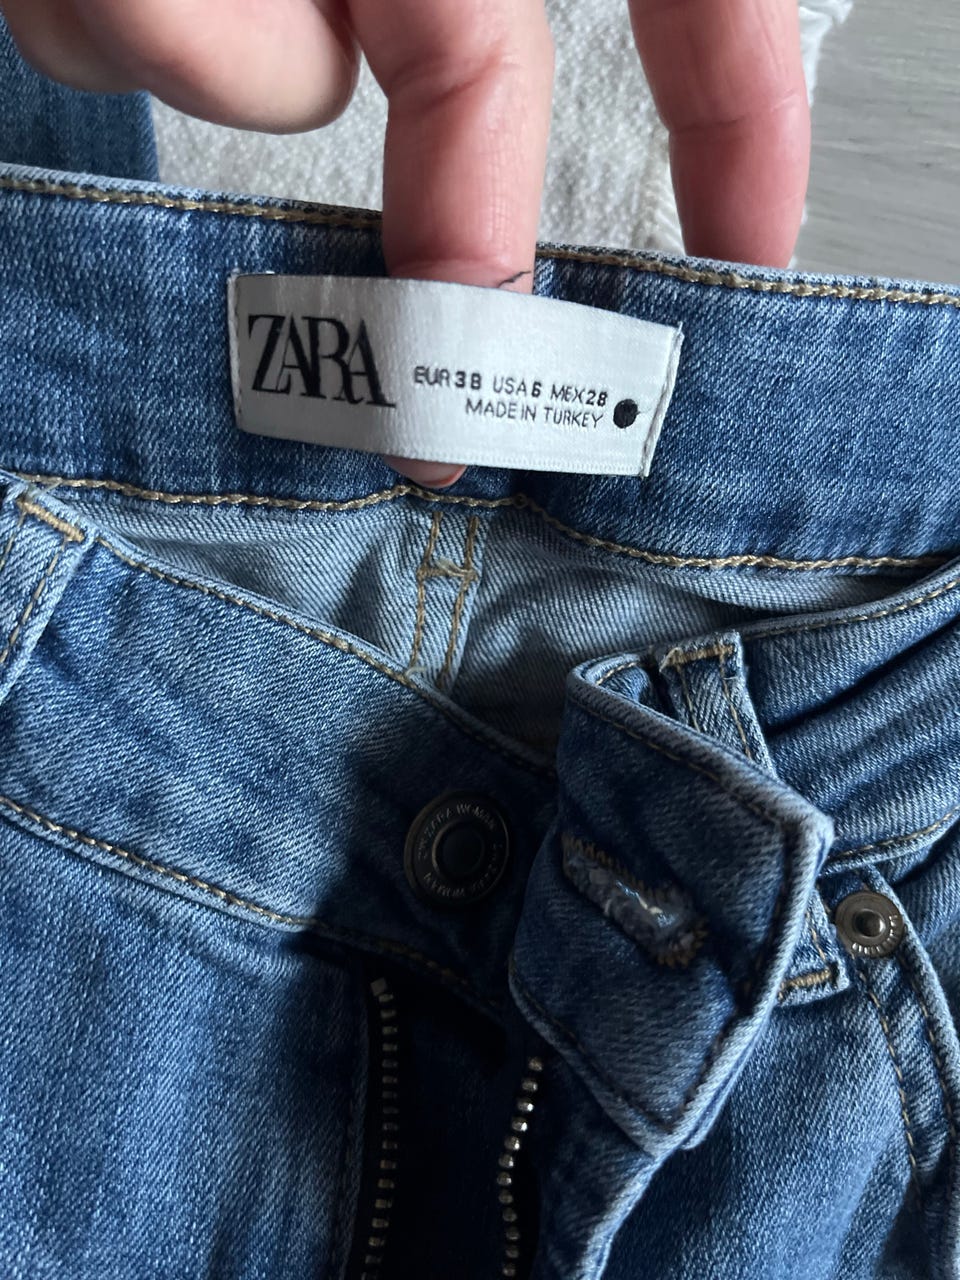 ZARA
EUR 38 USA 6 MEX 28
MADE IN TURKEY